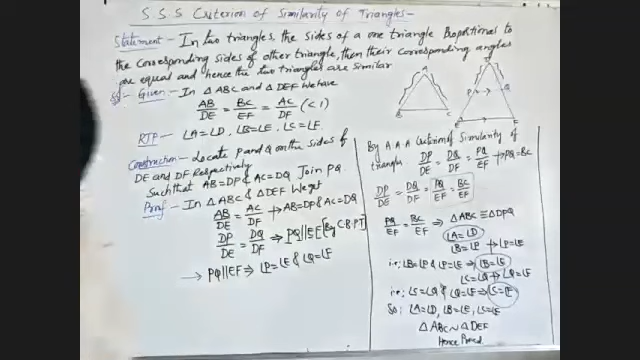 S.S.S Criterion of Similarity of Triangles-
Statement - In two triangles, the sides of a one triangle Proportional to
the corresponding sides of other triangle, then their corresponding angles
are equal and hence the two triangles are similar
Given - In △ABC and △DEF We have
AB/DE = BC/EF = AC/DF (<1)
RTP - ∠A=∠D, ∠B=∠E, ∠C=∠F.
Construction - Locate P and Q on the sides of
DE and DF Respectively
Such that AB=DP & AC=DQ Join PQ.
Proof - In △ABC & △DEF We get
AB/DE = AC/DF → AB=DP & AC=DQ
DP/DE = DQ/DF ⇒ PQ∥EF [By C.B.P.T]
→ PQ∥EF ⇒ ∠P=∠E & ∠Q=∠F
A
B C
D
P Q
E F
By A.A.A Criterion of Similarity of
triangle. DP/DE = DQ/DF = PQ/EF → PQ=BC
DP/DE = DQ/DF = PQ/EF = BC/EF
PQ/EF = BC/EF ⇒ △ABC ≅ △DPQ
∠A=∠D
∠B=∠P → ∠P=∠E
i.e; ∠B=∠P & ∠P=∠E ⇒ ∠B=∠E
∠C=∠Q → ∠Q=∠F
i.e; ∠C=∠Q & ∠Q=∠F ⇒ ∠C=∠F
So; ∠A=∠D, ∠B=∠E, ∠C=∠F
△ABC ~ △DEF
Hence Proved